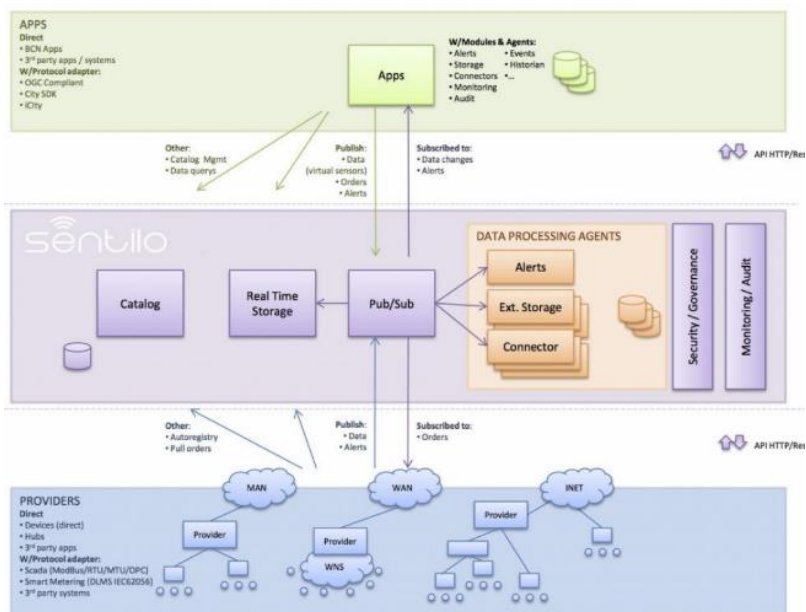 APPS
Direct
• BCN Apps
• 3rd party apps / systems
W/Protocol adapter:
• OGC Compliant
• City SDK
• iCity
Apps
W/Modules & Agents:
• Alerts
• Storage
• Connectors
• Monitoring
• Audit
• Events
• Historian
•...
Other:
• Catalog Mgmt
• Data querys
Publish:
• Data
(virtual sensors)
• Orders
• Alerts
Subscribed to:
• Data changes
• Alerts
API HTTP/Res
sentilo
Catalog
Real Time
Storage
Pub/Sub
DATA PROCESSING AGENTS
Alerts
Ext. Storage
Connector
Security / Governance
Monitoring / Audit
Other:
• Autoregistry
• Pull orders
Publish:
• Data
• Alerts
Subscribed to:
• Orders
API HTTP/Res
PROVIDERS
Direct
• Devices (direct)
• Hubs
• 3rd party apps
W/Protocol adapter:
• Scada (ModBus/RTU/MTU/OPC)
• Smart Metering (DLMS IEC62056)
• 3rd party systems
MAN
Provider
WAN
Provider
WNS
INET
Provider